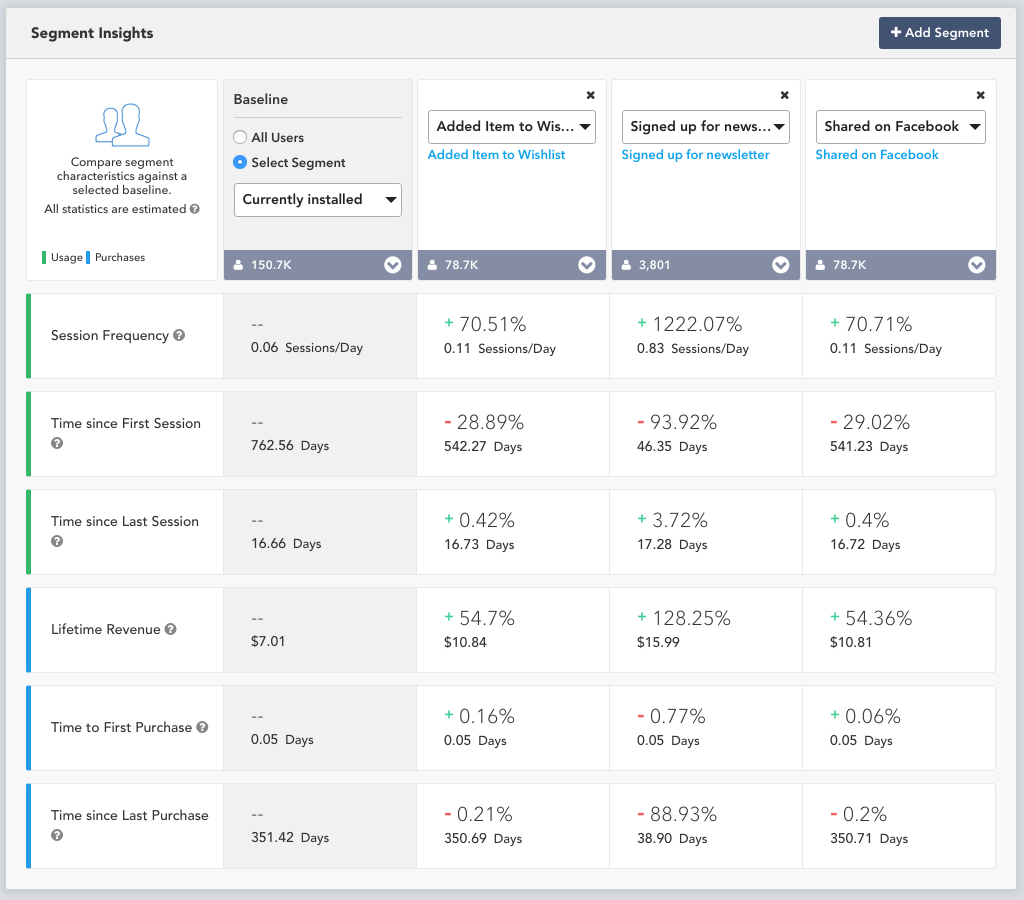 Segment Insights
+ Add Segment
Compare segment
characteristics against a
selected baseline.
All statistics are estimated ?
Usage Purchases
Baseline
All Users
Select Segment
Currently installed
150.7K
Added Item to Wis...
Added Item to Wishlist
78.7K
Signed up for news...
Signed up for newsletter
3,801
Shared on Facebook
Shared on Facebook
78.7K
Session Frequency ?
--
0.06 Sessions/Day
+ 70.51%
0.11 Sessions/Day
+ 1222.07%
0.83 Sessions/Day
+ 70.71%
0.11 Sessions/Day
Time since First Session
?
--
762.56 Days
- 28.89%
542.27 Days
- 93.92%
46.35 Days
- 29.02%
541.23 Days
Time since Last Session
?
--
16.66 Days
+ 0.42%
16.73 Days
+ 3.72%
17.28 Days
+ 0.4%
16.72 Days
Lifetime Revenue ?
--
$7.01
+ 54.7%
$10.84
+ 128.25%
$15.99
+ 54.36%
$10.81
Time to First Purchase ?
--
0.05 Days
+ 0.16%
0.05 Days
- 0.77%
0.05 Days
+ 0.06%
0.05 Days
Time since Last Purchase
?
--
351.42 Days
- 0.21%
350.69 Days
- 88.93%
38.90 Days
- 0.2%
350.71 Days